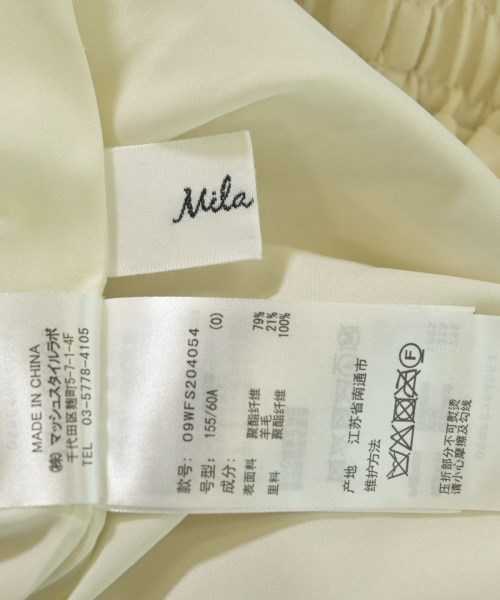 Mila
MADE IN CHINA
(株) マッシュスタイルラボ
千代田区麹町5-7-1-4F
TEL 03-5778-4105
款号: 09WFS204054
号型: 155/60A (0)
成分:
表面料 聚酯纤维 79%
羊毛 21%
里料 聚酯纤维 100%
产地 江苏省南通市
维护方法
压折部分不可熨烫
请小心摩擦及勾线